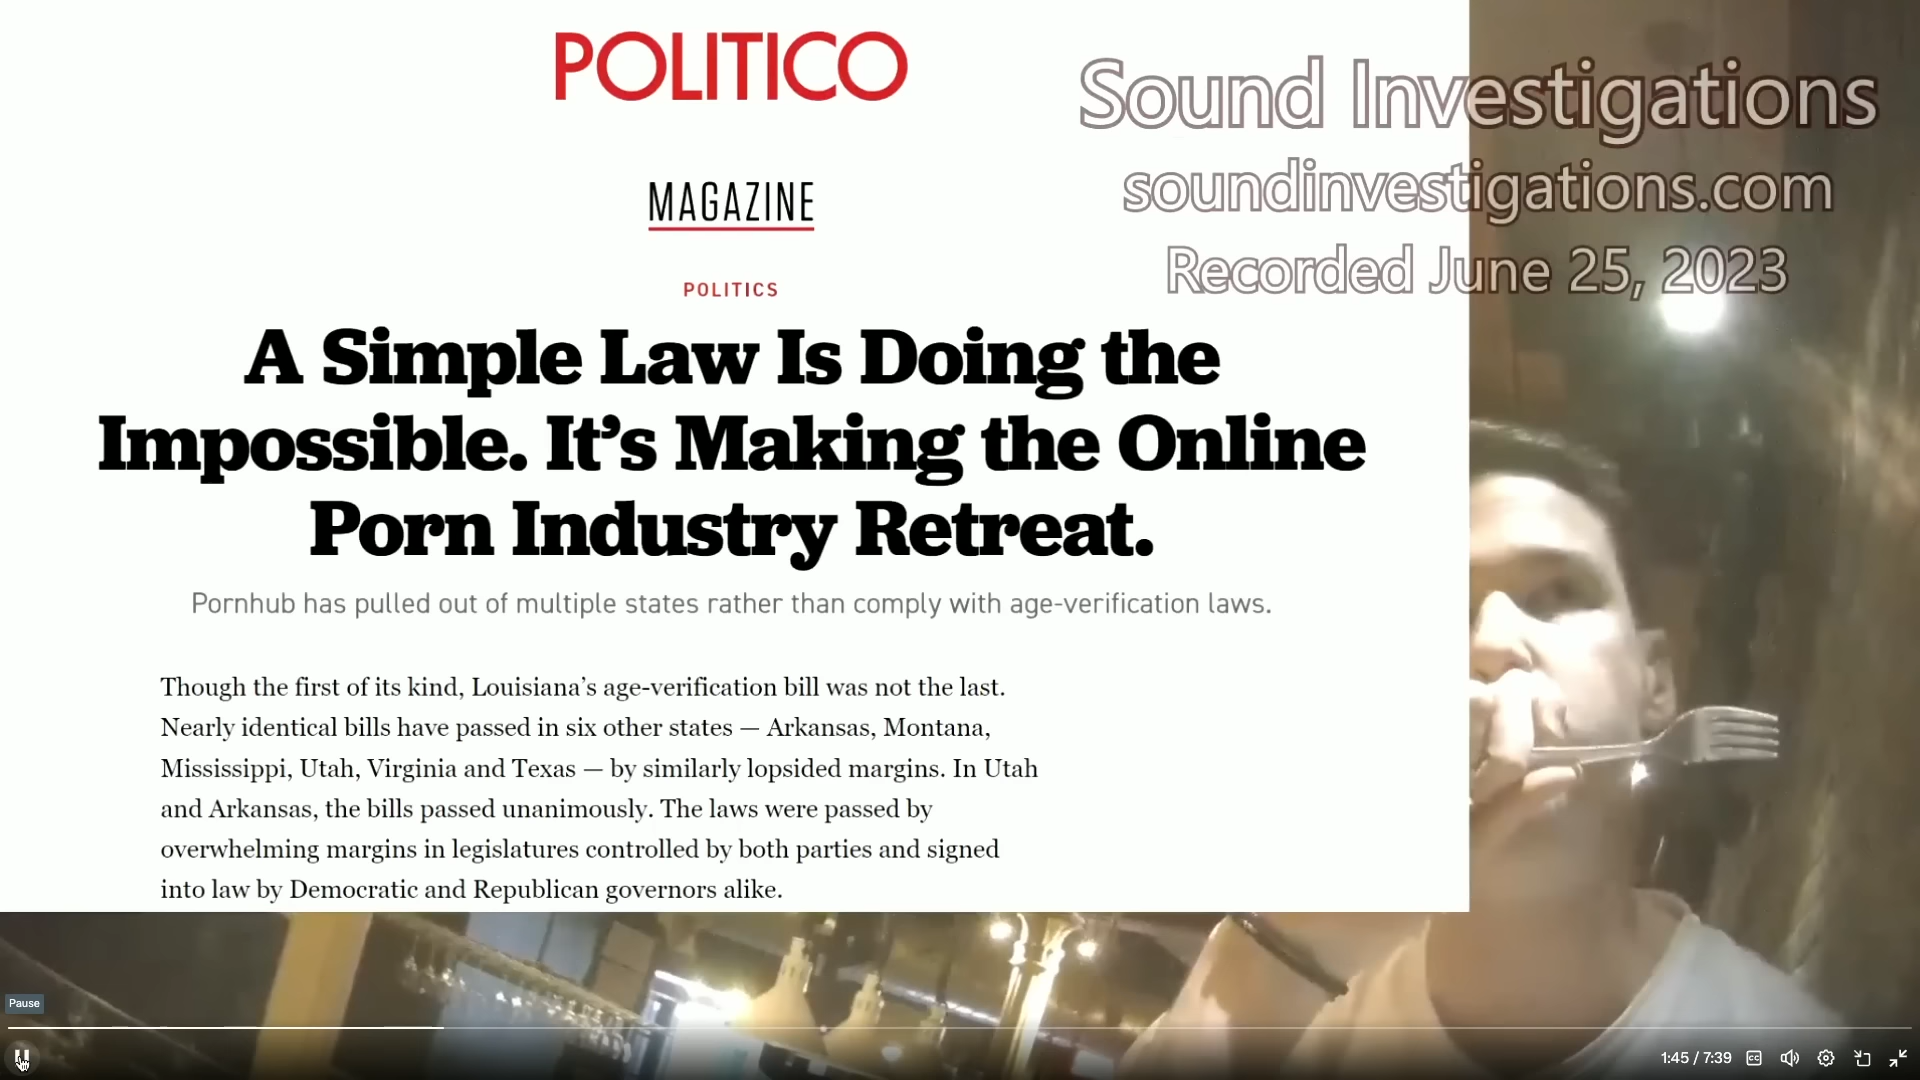 POLITICO
MAGAZINE
POLITICS
A Simple Law Is Doing the
Impossible. It’s Making the Online
Porn Industry Retreat.
Pornhub has pulled out of multiple states rather than comply with age-verification laws.
Though the first of its kind, Louisiana’s age-verification bill was not the last.
Nearly identical bills have passed in six other states — Arkansas, Montana,
Mississippi, Utah, Virginia and Texas — by similarly lopsided margins. In Utah
and Arkansas, the bills passed unanimously. The laws were passed by
overwhelming margins in legislatures controlled by both parties and signed
into law by Democratic and Republican governors alike.
Sound Investigations
soundinvestigations.com
Recorded June 25, 2023
Pause
1:45 / 7:39
CC